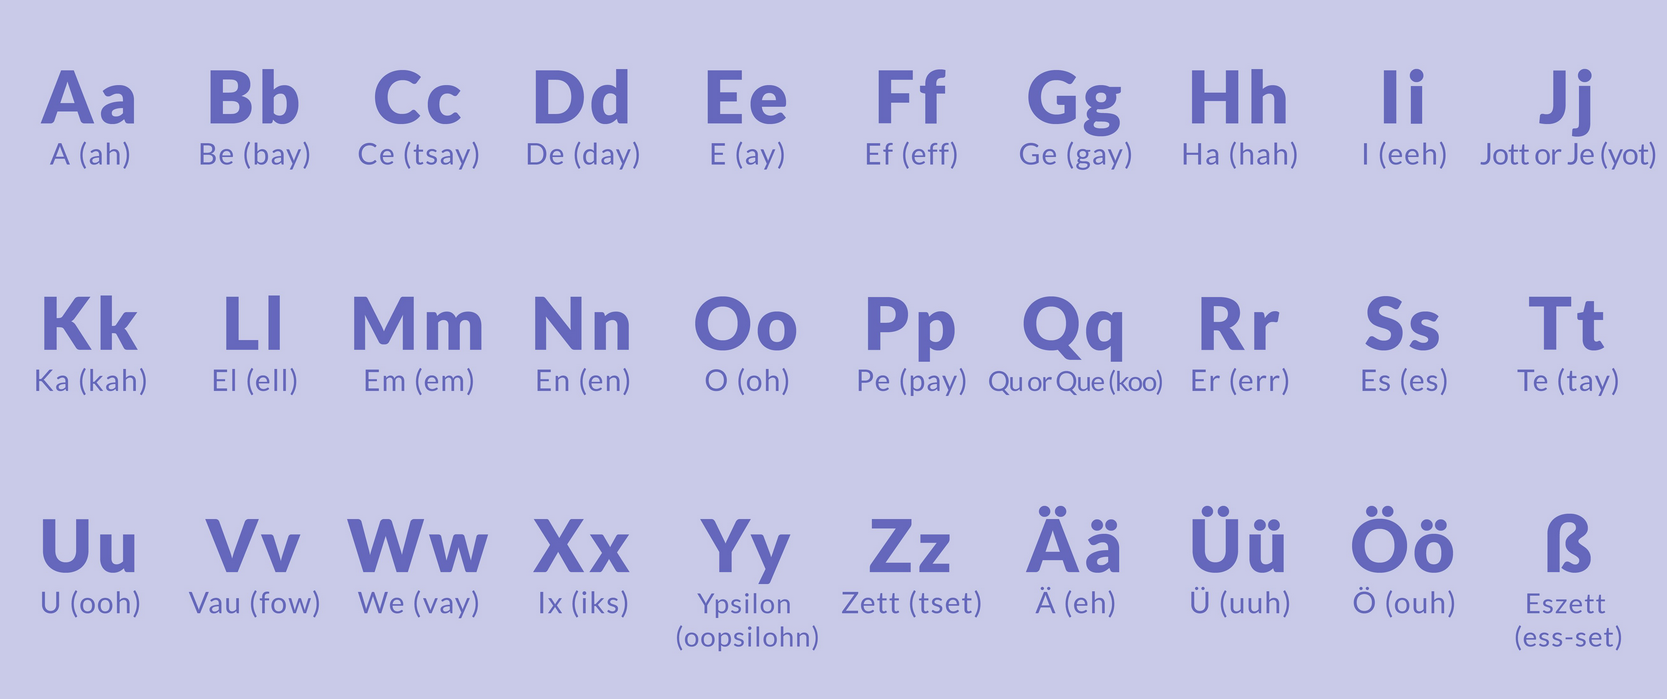 Aa Bb Cc Dd Ee Ff Gg Hh Ii Jj
A (ah) Be (bay) Ce (tsay) De (day) E (ay) Ef (eff) Ge (gay) Ha (hah) I (eeh) Jott or Je (yot)
Kk Ll Mm Nn Oo Pp Qq Rr Ss Tt
Ka (kah) El (ell) Em (em) En (en) O (oh) Pe (pay) Qu or Que (koo) Er (err) Es (es) Te (tay)
Uu Vv Ww Xx Yy Zz Ää Üü Öö ß
U (ooh) Vau (fow) We (vay) Ix (iks) Ypsilon Zett (tset) Ä (eh) Ü (uuh) Ö (ouh) Eszett
(oopsilohn) (ess-set)